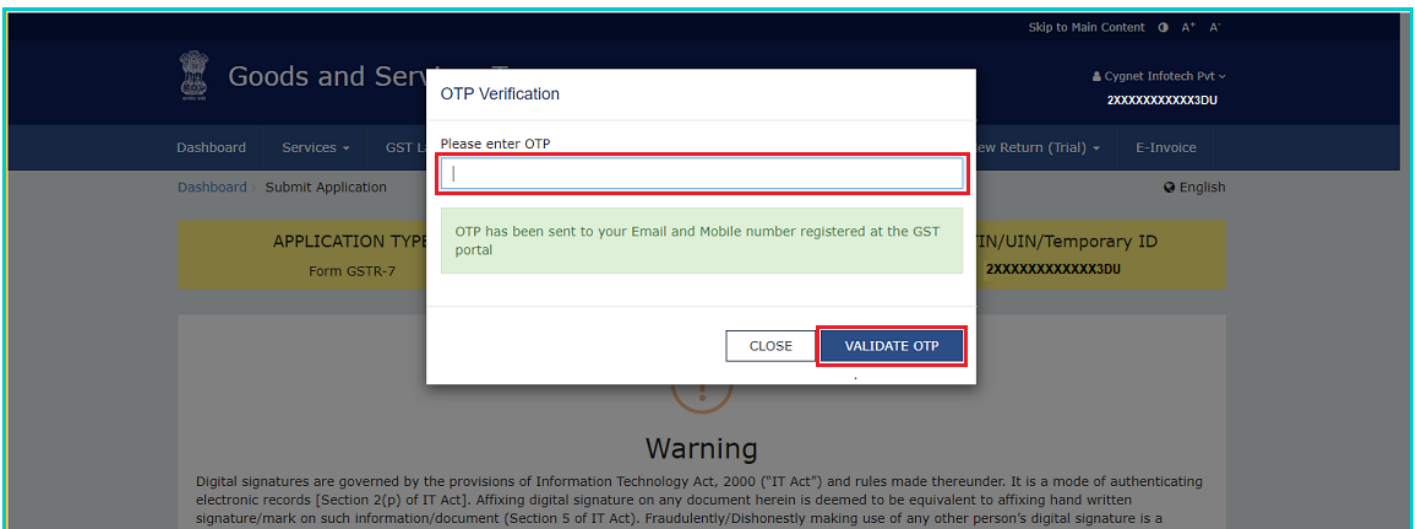 Skip to Main Content A+ A-
Goods and Serv
Cygnet Infotech Pvt
2XXXXXXXXXXX3DU
Dashboard Services GST L ew Return (Trial) E-Invoice
Dashboard > Submit Application English
OTP Verification
Please enter OTP
OTP has been sent to your Email and Mobile number registered at the GST
portal
CLOSE VALIDATE OTP
APPLICATION TYPE IN/UIN/Temporary ID
Form GSTR-7 2XXXXXXXXXXXX3DU
Warning
Digital signatures are governed by the provisions of Information Technology Act, 2000 (“IT Act”) and rules made thereunder. It is a mode of authenticating
electronic records [Section 2(p) of IT Act]. Affixing digital signature on any document herein is deemed to be equivalent to affixing hand written
signature/mark on such information/document (Section 5 of IT Act). Fraudulently/Dishonestly making use of any other person’s digital signature is a